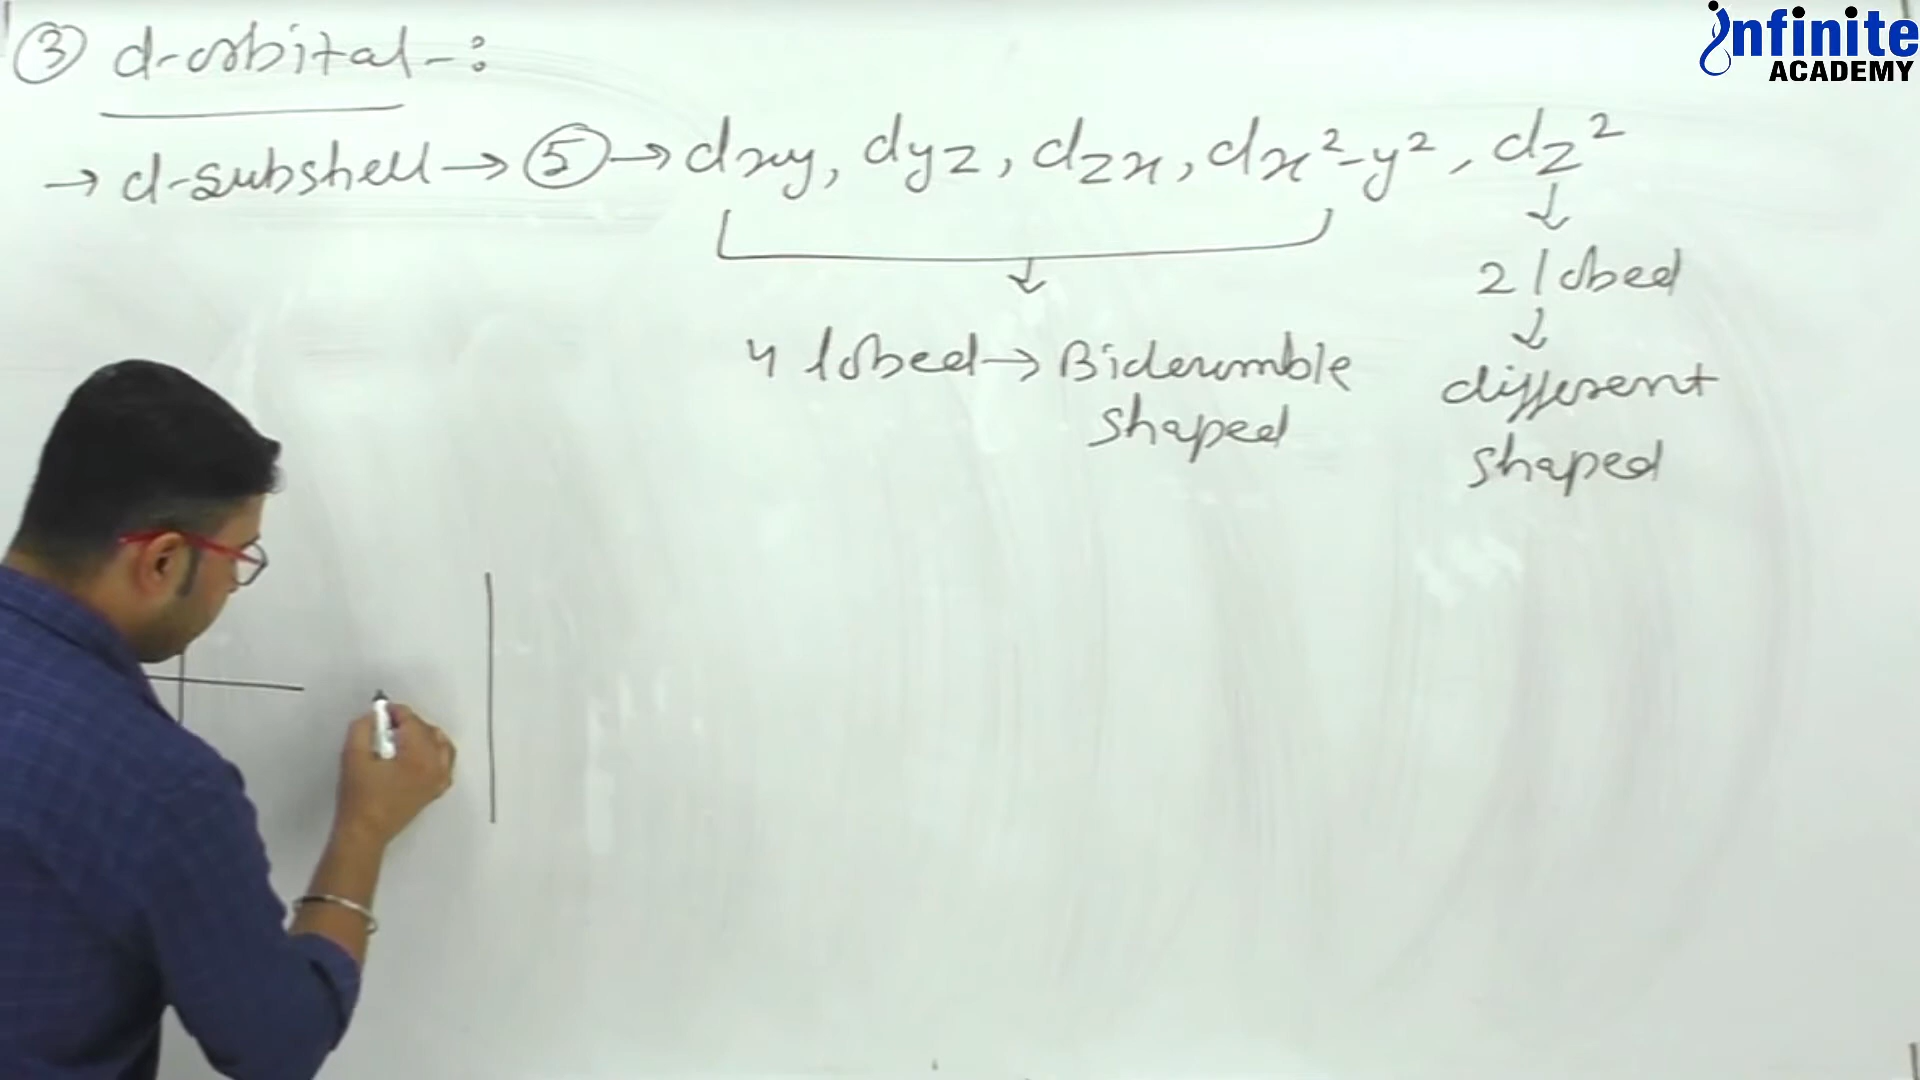 infinite
ACADEMY
③ d-orbital-:
→ d-subshell → ⑤ → dxy, dyz, dzx, dx²-y², dz²
↓
2 lobed
↓
4 lobed → Biderumble
different
shaped
shaped